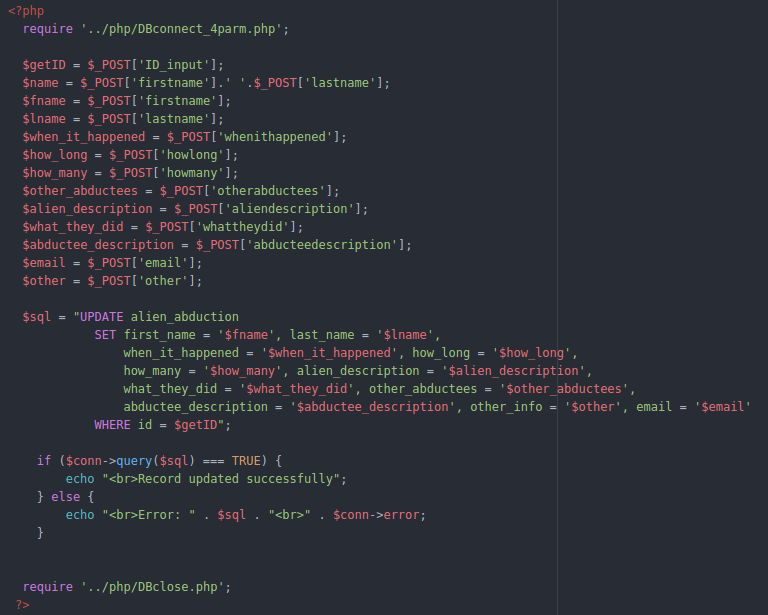 <?php
require '../php/DBconnect_4parm.php';
$getID = $_POST['ID_input'];
$name = $_POST['firstname'].' '.$_POST['lastname'];
$fname = $_POST['firstname'];
$lname = $_POST['lastname'];
$when_it_happened = $_POST['whenithappened'];
$how_long = $_POST['howlong'];
$how_many = $_POST['howmany'];
$other_abductees = $_POST['otherabductees'];
$alien_description = $_POST['aliendescription'];
$what_they_did = $_POST['whattheydid'];
$abductee_description = $_POST['abducteedescription'];
$email = $_POST['email'];
$other = $_POST['other'];
$sql = "UPDATE alien_abduction
SET first_name = '$fname', last_name = '$lname',
when_it_happened = '$when_it_happened', how_long = '$how_long',
how_many = '$how_many', alien_description = '$alien_description',
what_they_did = '$what_they_did', other_abductees = '$other_abductees',
abductee_description = '$abductee_description', other_info = '$other', email = '$email'
WHERE id = $getID";
if ($conn->query($sql) === TRUE) {
echo "<br>Record updated successfully";
} else {
echo "<br>Error: " . $sql . "<br>" . $conn->error;
}
require '../php/DBclose.php';
?>